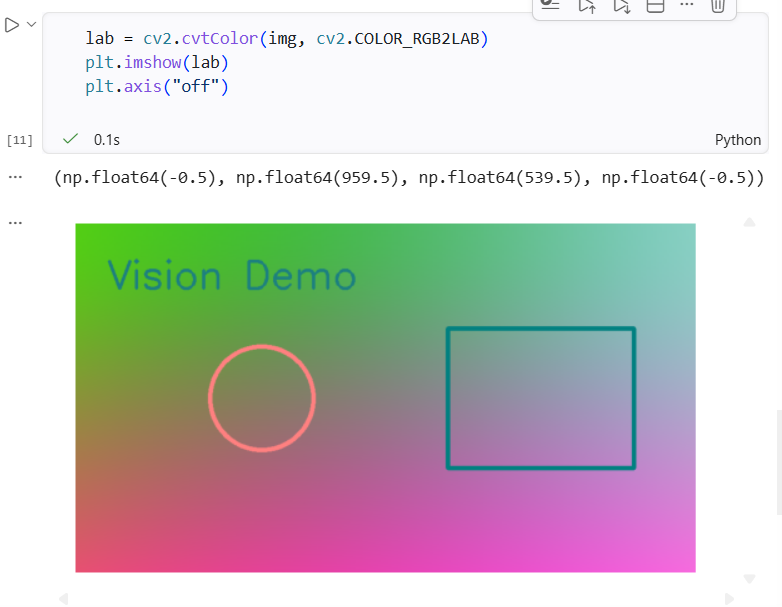 lab = cv2.cvtColor(img, cv2.COLOR_RGB2LAB)
plt.imshow(lab)
plt.axis("off")
[11]
0.1s
Python
(np.float64(-0.5), np.float64(959.5), np.float64(539.5), np.float64(-0.5))
Vision Demo